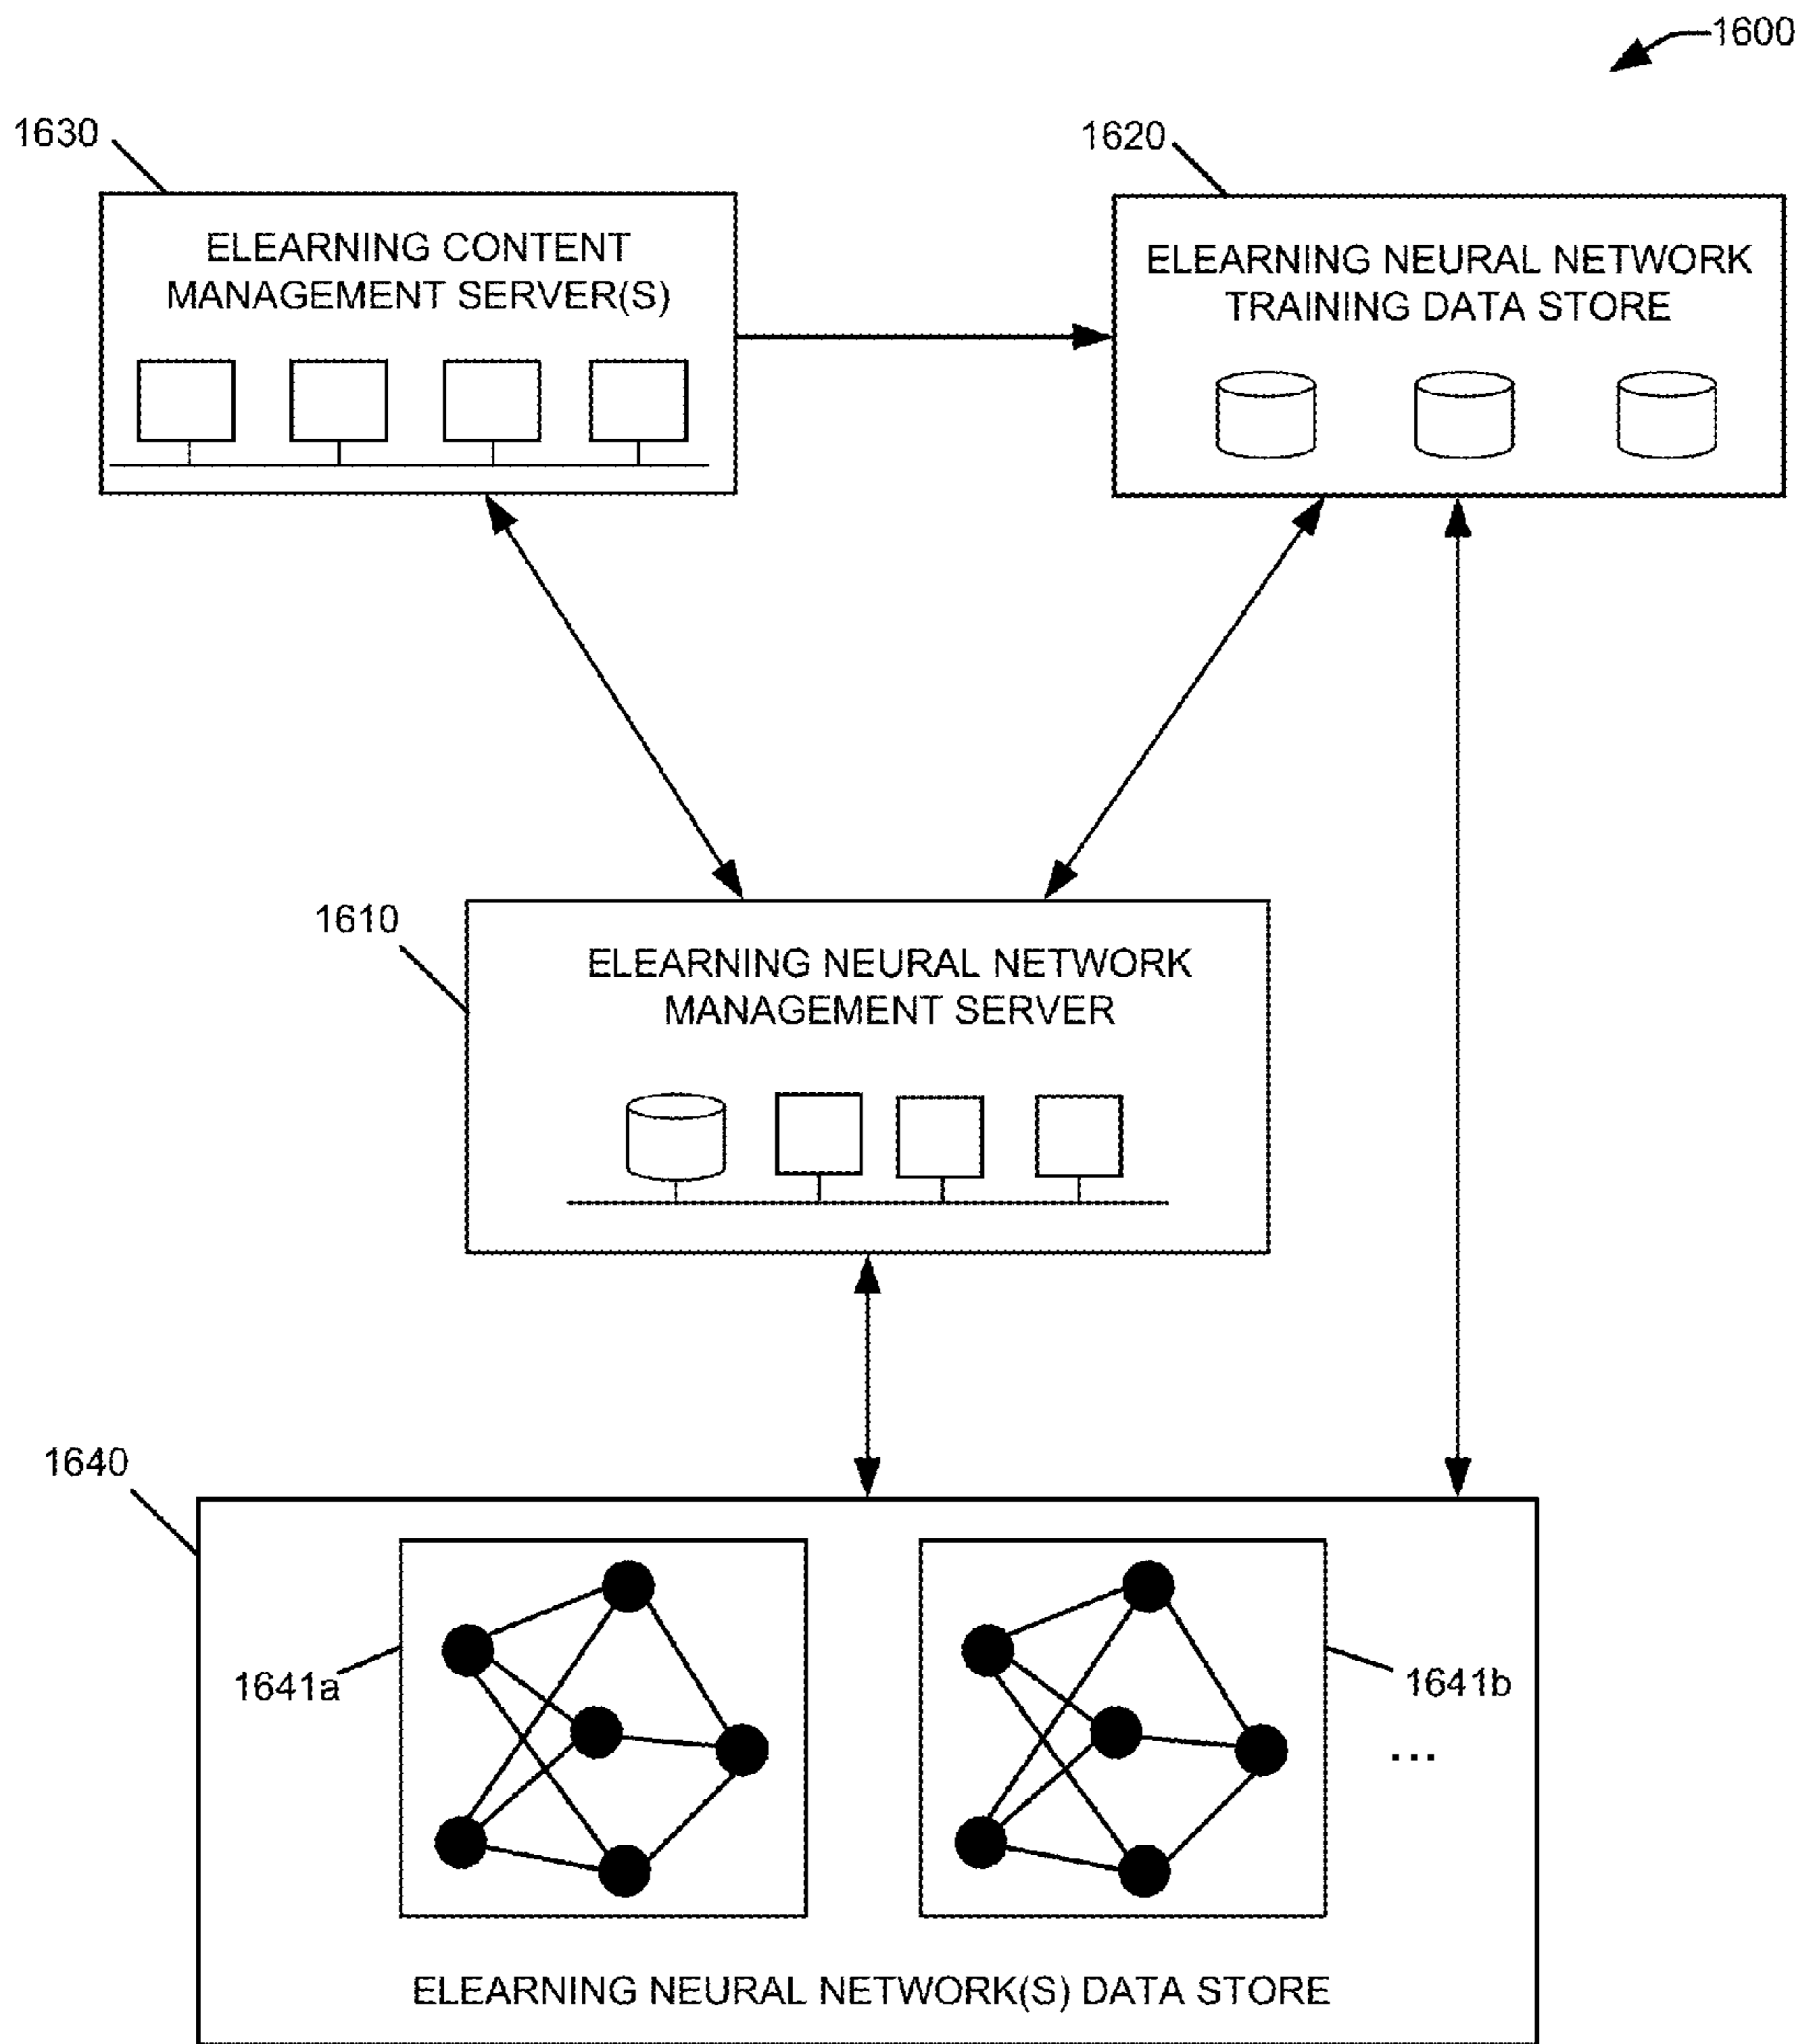 1600
1630
1620
ELEARNING CONTENT
MANAGEMENT SERVER(S)
ELEARNING NEURAL NETWORK
TRAINING DATA STORE
1610
ELEARNING NEURAL NETWORK
MANAGEMENT SERVER
1640
1641a
1641b
...
ELEARNING NEURAL NETWORK(S) DATA STORE